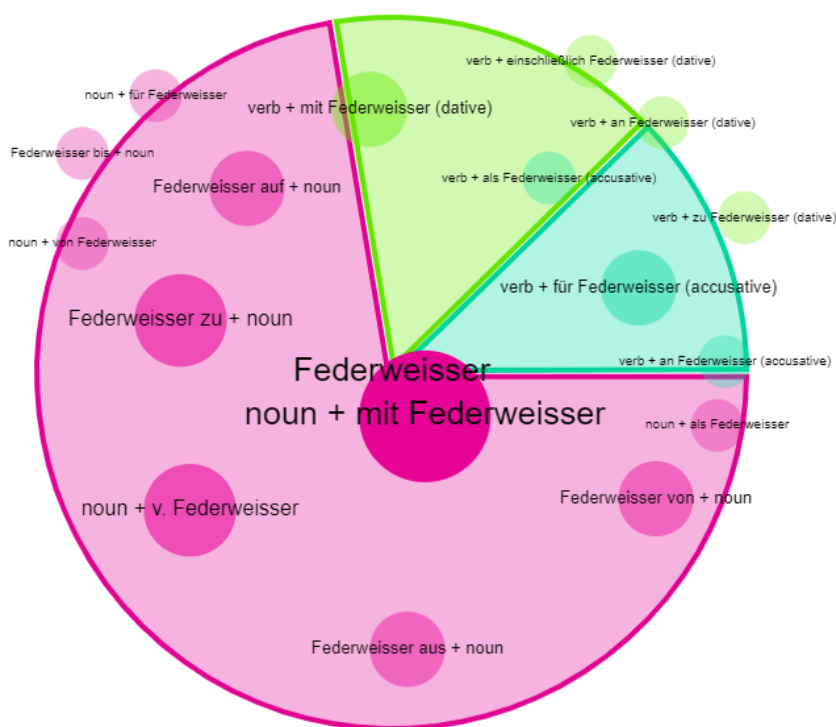 verb + einschließlich Federweisser (dative)
noun + für Federweisser
verb + mit Federweisser (dative)
verb + an Federweisser (dative)
Federweisser bis + noun
verb + als Federweisser (accusative)
Federweisser auf + noun
verb + zu Federweisser (dative)
noun + von Federweisser
verb + für Federweisser (accusative)
Federweisser zu + noun
verb + an Federweisser (accusative)
Federweisser
noun + mit Federweisser
noun + als Federweisser
Federweisser von + noun
noun + v. Federweisser
Federweisser aus + noun